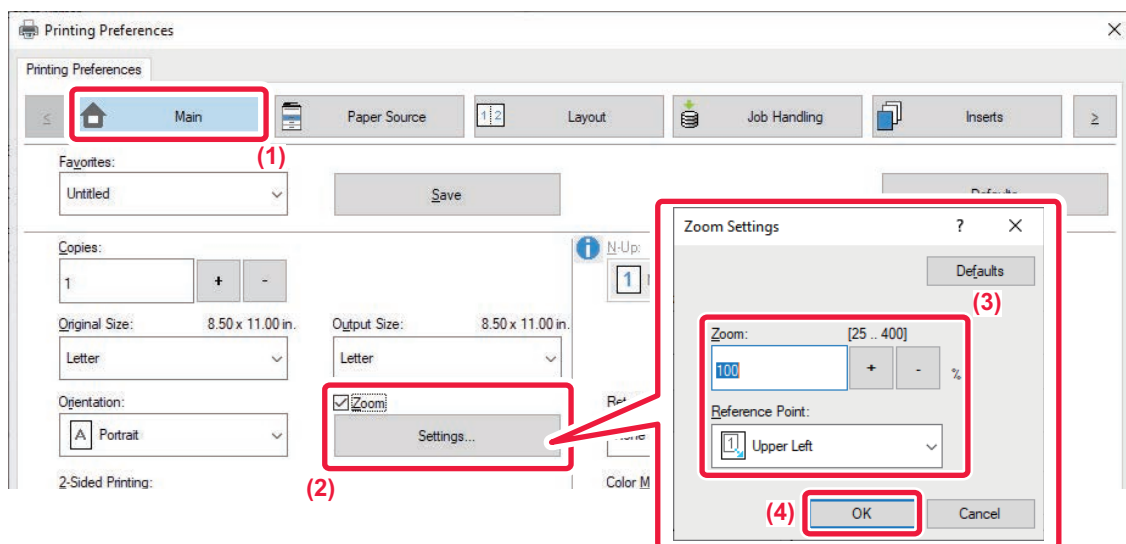 Printing Preferences
Printing Preferences
Main
Paper Source
1 2
Layout
Job Handling
Inserts
(1)
Favorites:
Untitled
Save
Copies:
1
+ -
N-Up:
1
Original Size: 8.50 x 11.00 in.
Letter
Output Size: 8.50 x 11.00 in.
Letter
Orientation:
A Portrait
Zoom
Settings...
(2)
2-Sided Printing:
Color M
Zoom Settings
? X
Defaults
(3)
Zoom: [25 .. 400]
100 + - %
Reference Point:
1 Upper Left
(4)
OK Cancel